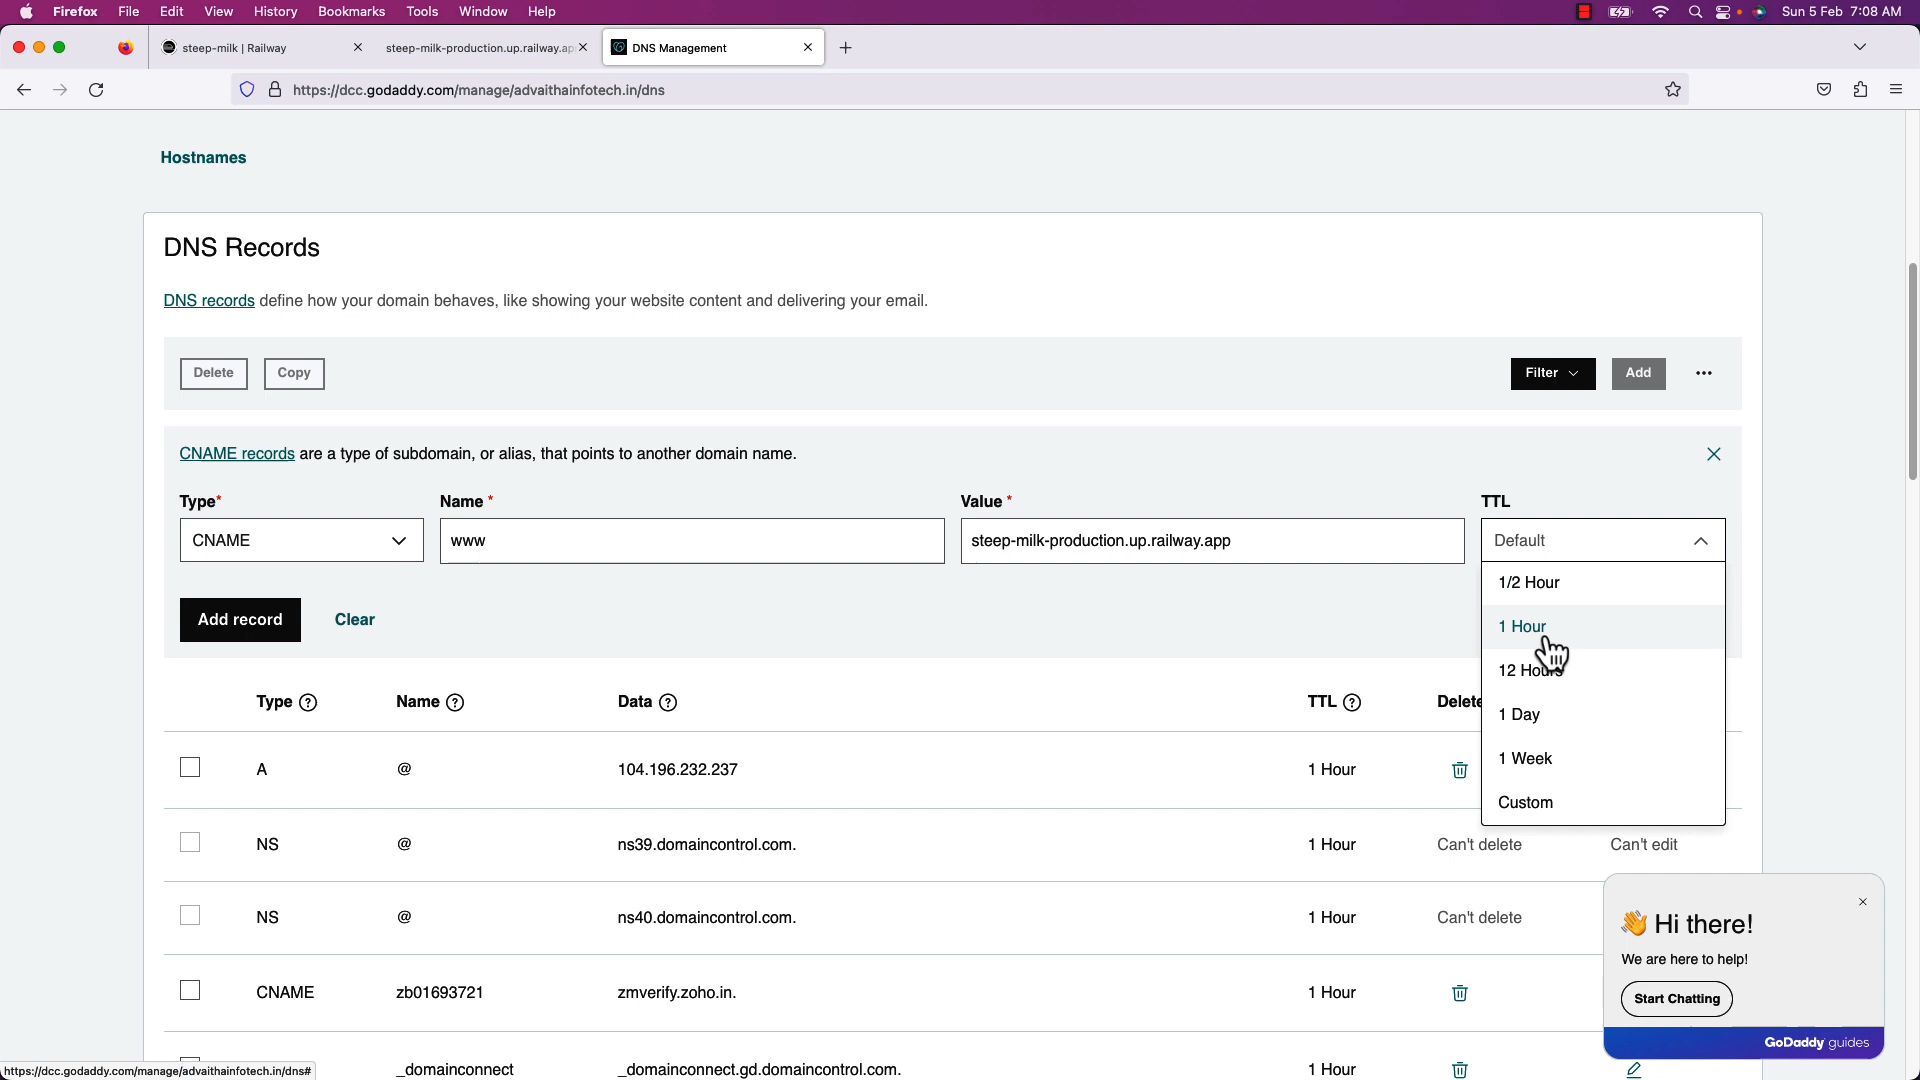 Firefox File Edit View History Bookmarks Tools Window Help Sun 5 Feb 7:08 AM
steep-milk | Railway steep-milk-production.up.railway.ap DNS Management
https://dcc.godaddy.com/manage/advaithainfotech.in/dns
Hostnames
DNS Records
DNS records define how your domain behaves, like showing your website content and delivering your email.
Delete Copy Filter Add
CNAME records are a type of subdomain, or alias, that points to another domain name.
Type* Name * Value * TTL
CNAME www steep-milk-production.up.railway.app Default
1/2 Hour
1 Hour
12 Hours
1 Day
1 Week
Custom
Add record Clear
Type Name Data TTL Delete
A @ 104.196.232.237 1 Hour
NS @ ns39.domaincontrol.com. 1 Hour Can't delete Can't edit
NS @ ns40.domaincontrol.com. 1 Hour Can't delete
CNAME zb01693721 zmverify.zoho.in. 1 Hour
_domainconnect _domainconnect.gd.domaincontrol.com. 1 Hour
👋 Hi there!
We are here to help!
Start Chatting
GoDaddy guides
https://dcc.godaddy.com/manage/advaithainfotech.in/dns#